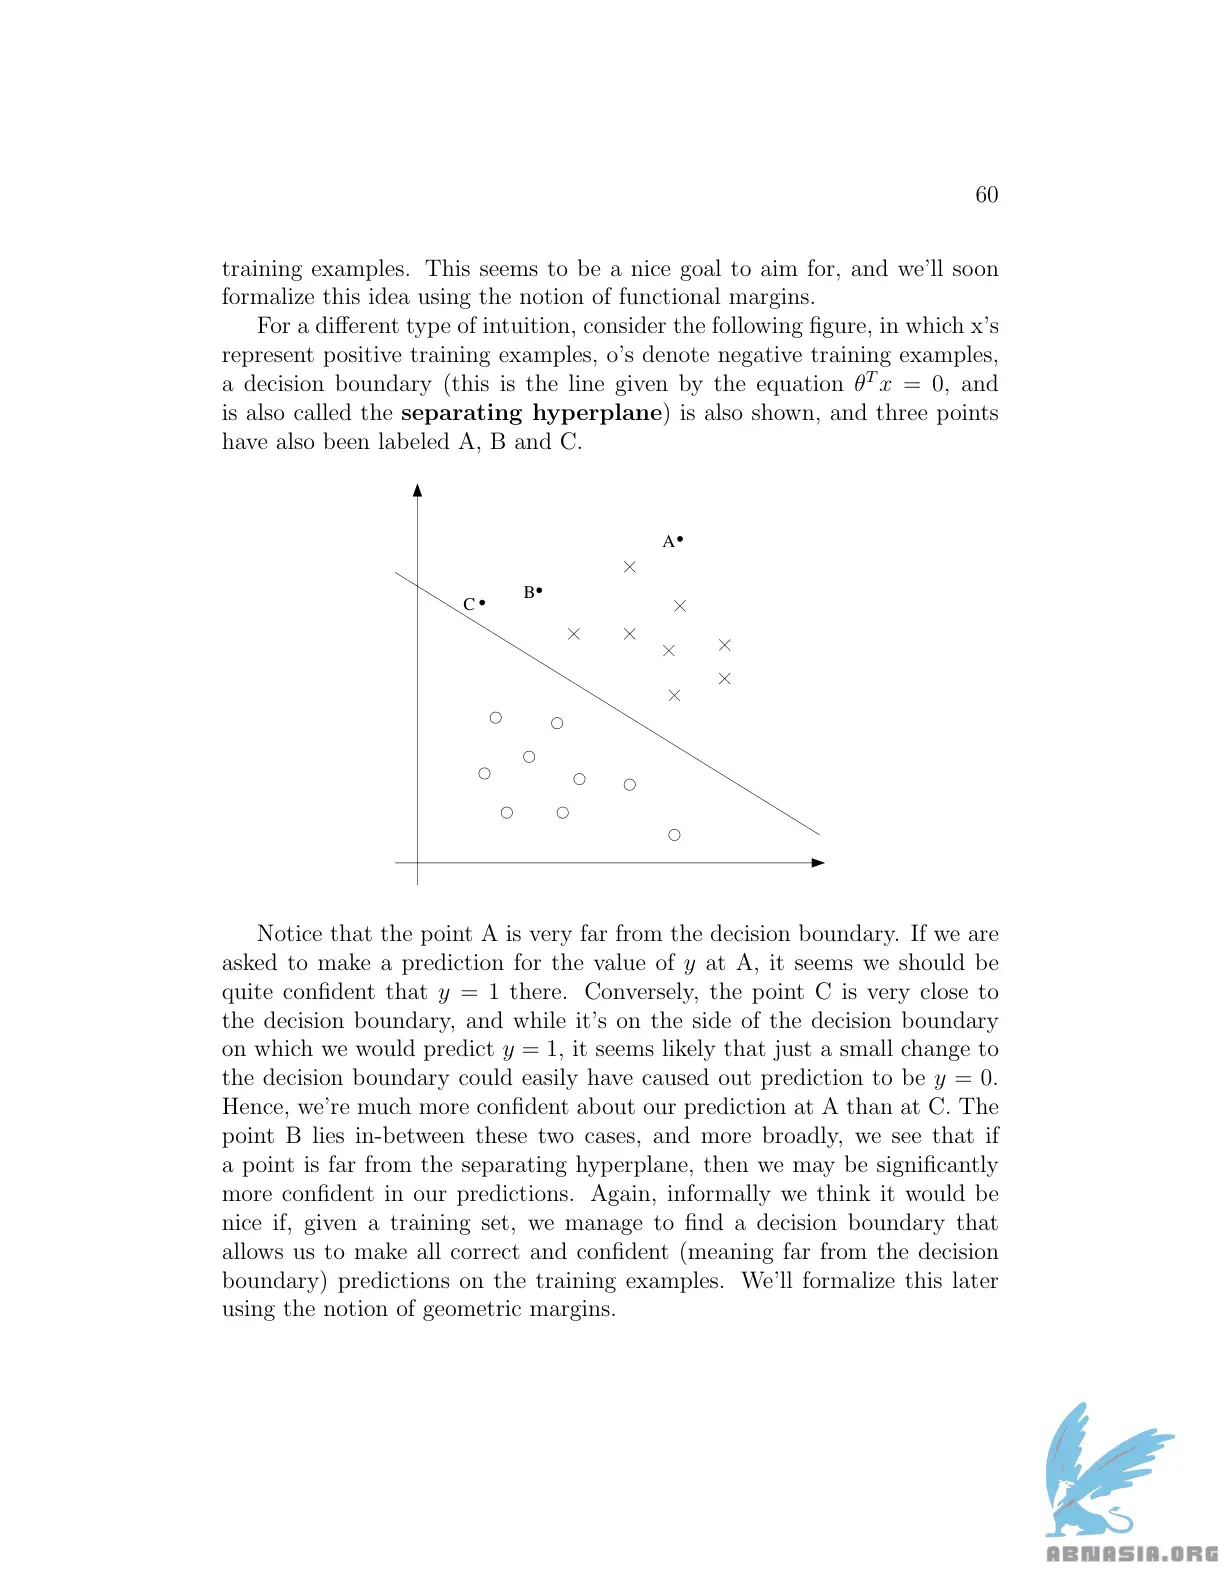 60
training examples. This seems to be a nice goal to aim for, and we'll soon
formalize this idea using the notion of functional margins.
For a different type of intuition, consider the following figure, in which x's
represent positive training examples, o's denote negative training examples,
a decision boundary (this is the line given by the equation θᵀx = 0, and
is also called the separating hyperplane) is also shown, and three points
have also been labeled A, B and C.
A
B
C
Notice that the point A is very far from the decision boundary. If we are
asked to make a prediction for the value of y at A, it seems we should be
quite confident that y = 1 there. Conversely, the point C is very close to
the decision boundary, and while it's on the side of the decision boundary
on which we would predict y = 1, it seems likely that just a small change to
the decision boundary could easily have caused out prediction to be y = 0.
Hence, we're much more confident about our prediction at A than at C. The
point B lies in-between these two cases, and more broadly, we see that if
a point is far from the separating hyperplane, then we may be significantly
more confident in our predictions. Again, informally we think it would be
nice if, given a training set, we manage to find a decision boundary that
allows us to make all correct and confident (meaning far from the decision
boundary) predictions on the training examples. We'll formalize this later
using the notion of geometric margins.
ABNASIA.ORG